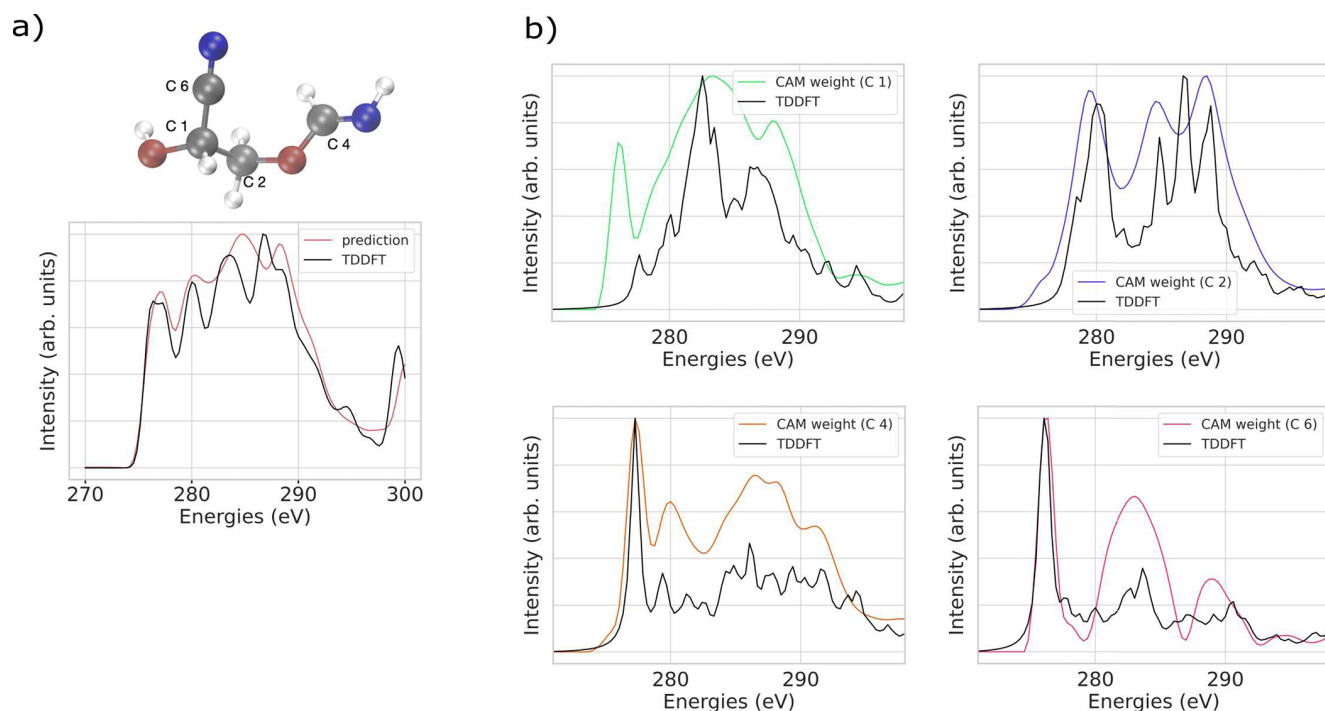 a)
C 6
C 1
C 2
C 4
Intensity (arb. units)
prediction
TDDFT
270 280 290 300
Energies (eV)
b)
Intensity (arb. units)
CAM weight (C 1)
TDDFT
280 290
Energies (eV)
Intensity (arb. units)
CAM weight (C 2)
TDDFT
280 290
Energies (eV)
Intensity (arb. units)
CAM weight (C 4)
TDDFT
280 290
Energies (eV)
Intensity (arb. units)
CAM weight (C 6)
TDDFT
280 290
Energies (eV)